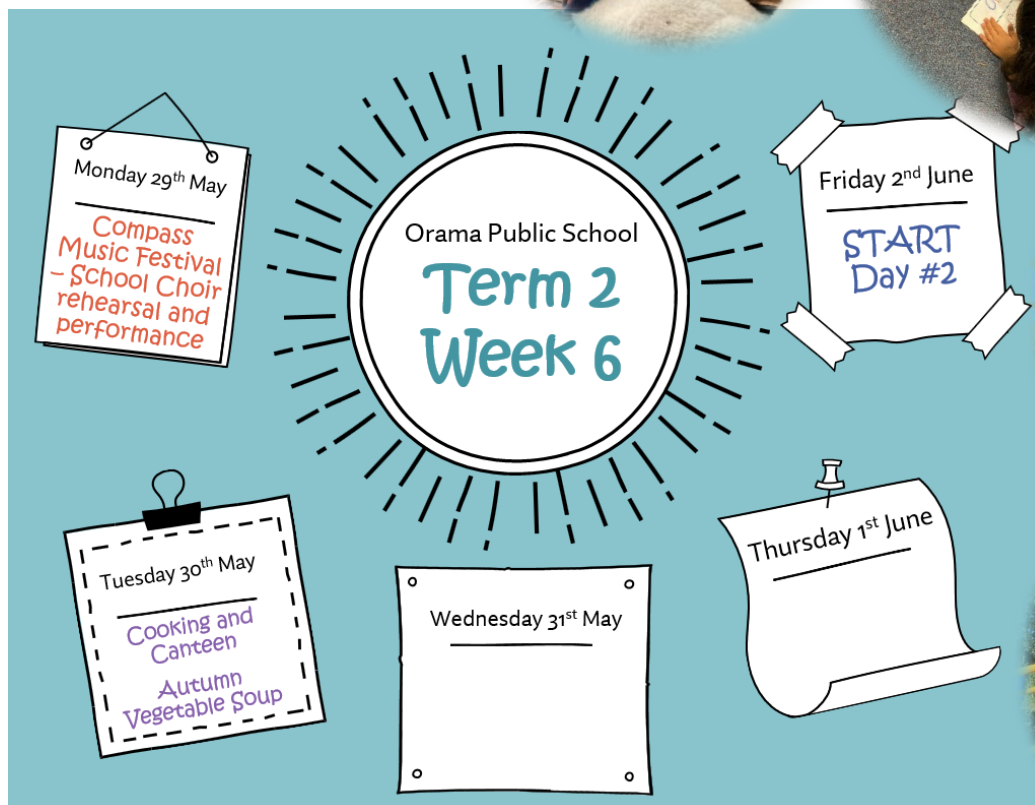 Orama Public School
Term 2
Week 6
Monday 29th May
Compass
Music Festival
– School Choir
rehearsal and
performance
Tuesday 30th May
Cooking and
Canteen
Autumn
Vegetable Soup
Wednesday 31st May
Thursday 1st June
Friday 2nd June
START
Day #2